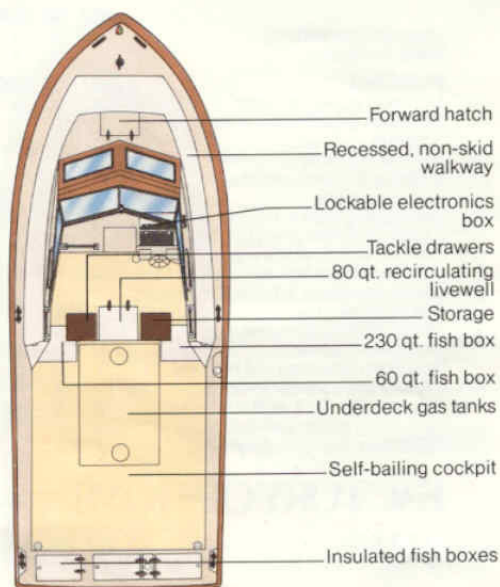 Forward hatch
Recessed, non-skid
walkway
Lockable electronics
box
Tackle drawers
80 qt. recirculating
livewell
Storage
230 qt. fish box
60 qt. fish box
Underdeck gas tanks
Self-bailing cockpit
Insulated fish boxes